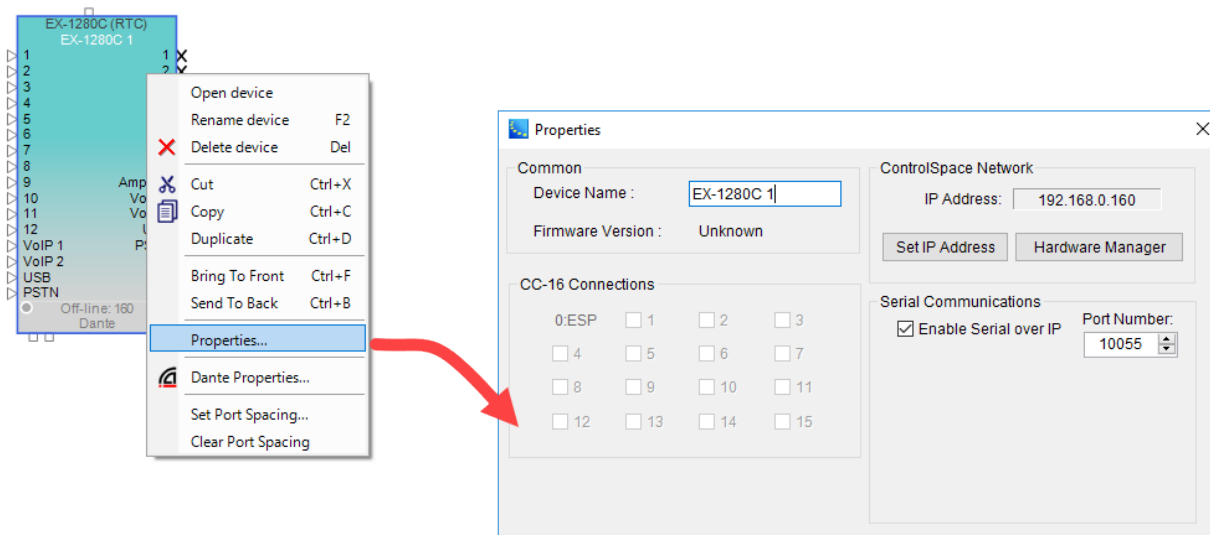 EX-1280C (RTC)
EX-1280C 1
1 1 X
2 2 X
3
4
5
6
7
8
9 Amp
10 Vo
11 Vo
12
VoIP 1 P
VoIP 2
USB
PSTN
Off-line: 160
Dante
Open device
Rename device F2
Delete device Del
Cut Ctrl+X
Copy Ctrl+C
Duplicate Ctrl+D
Bring To Front Ctrl+F
Send To Back Ctrl+B
Properties...
Dante Properties...
Set Port Spacing...
Clear Port Spacing
Properties
Common
Device Name : EX-1280C 1
Firmware Version : Unknown
CC-16 Connections
0:ESP 1 2 3
4 5 6 7
8 9 10 11
12 13 14 15
ControlSpace Network
IP Address: 192.168.0.160
Set IP Address Hardware Manager
Serial Communications
Enable Serial over IP
Port Number:
10055